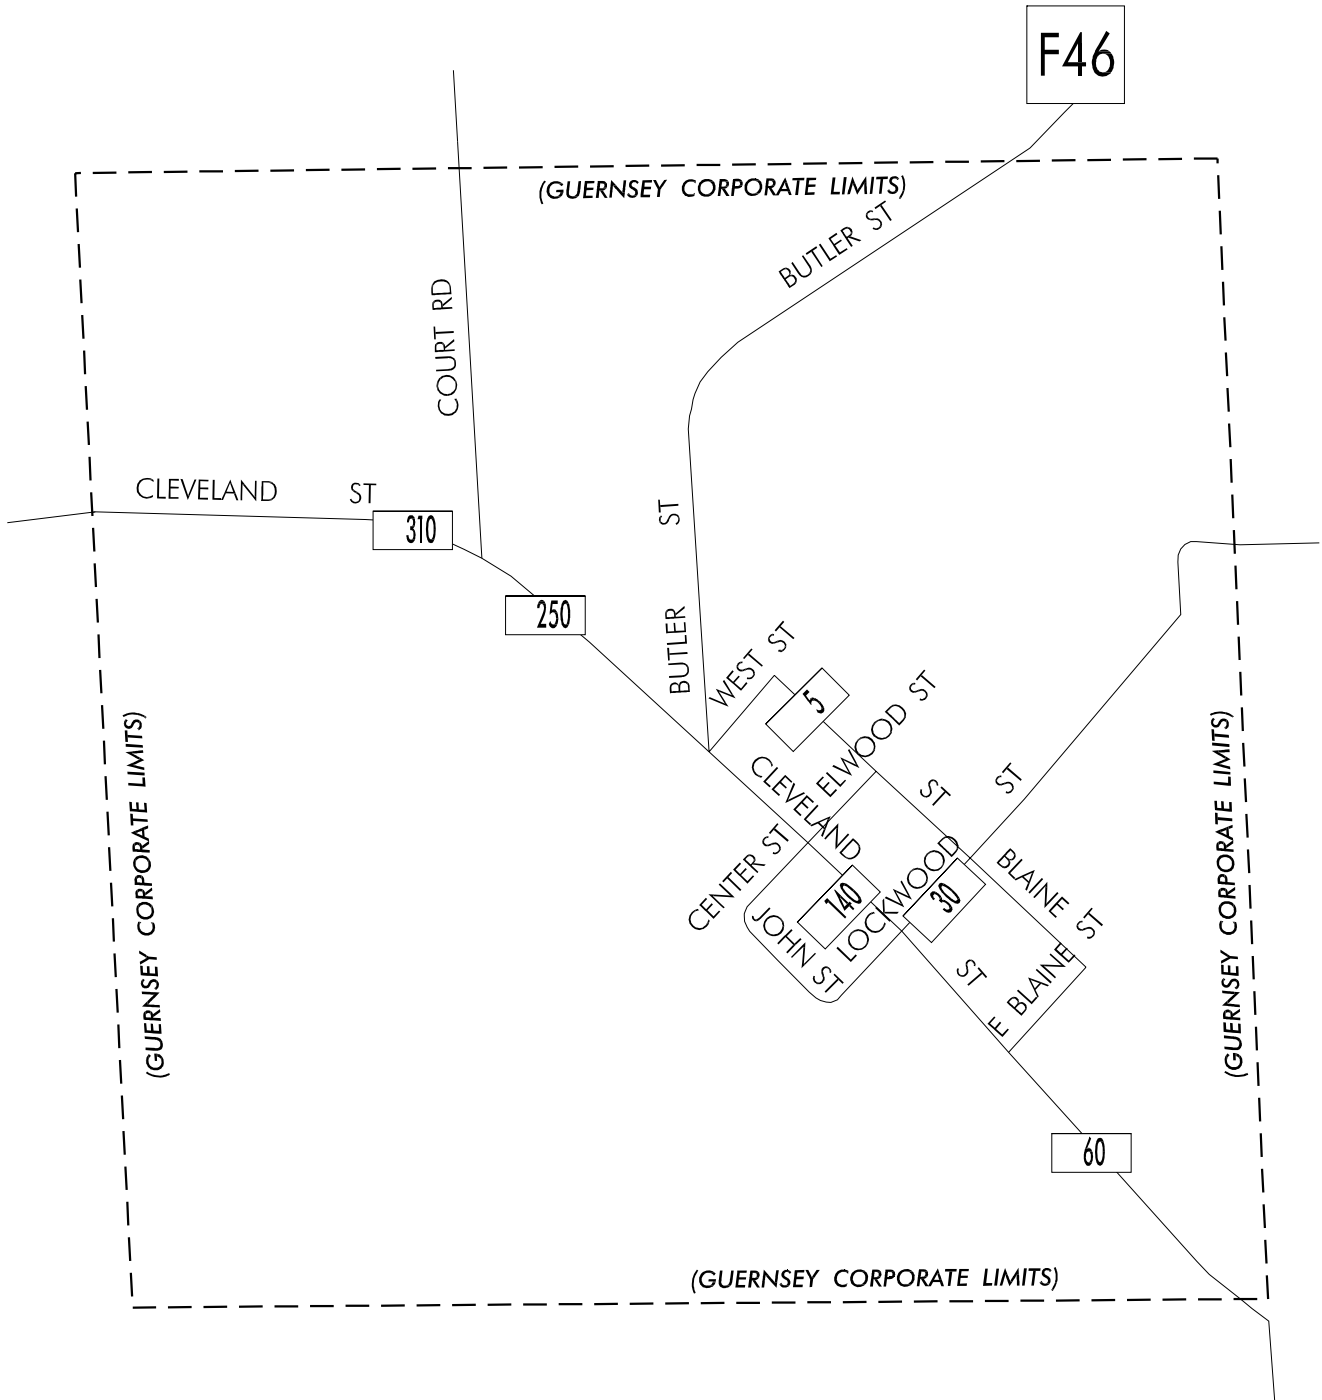 F46
(GUERNSEY CORPORATE LIMITS)
BUTLER ST
COURT RD
CLEVELAND ST
310
BUTLER ST
250
WEST ST
5
ELWOOD ST
(GUERNSEY CORPORATE LIMITS)
(GUERNSEY CORPORATE LIMITS)
CLEVELAND ST
BLAINE ST
CENTER ST
140
LOCKWOOD ST
30
JOHN ST
E BLAINE ST
60
(GUERNSEY CORPORATE LIMITS)